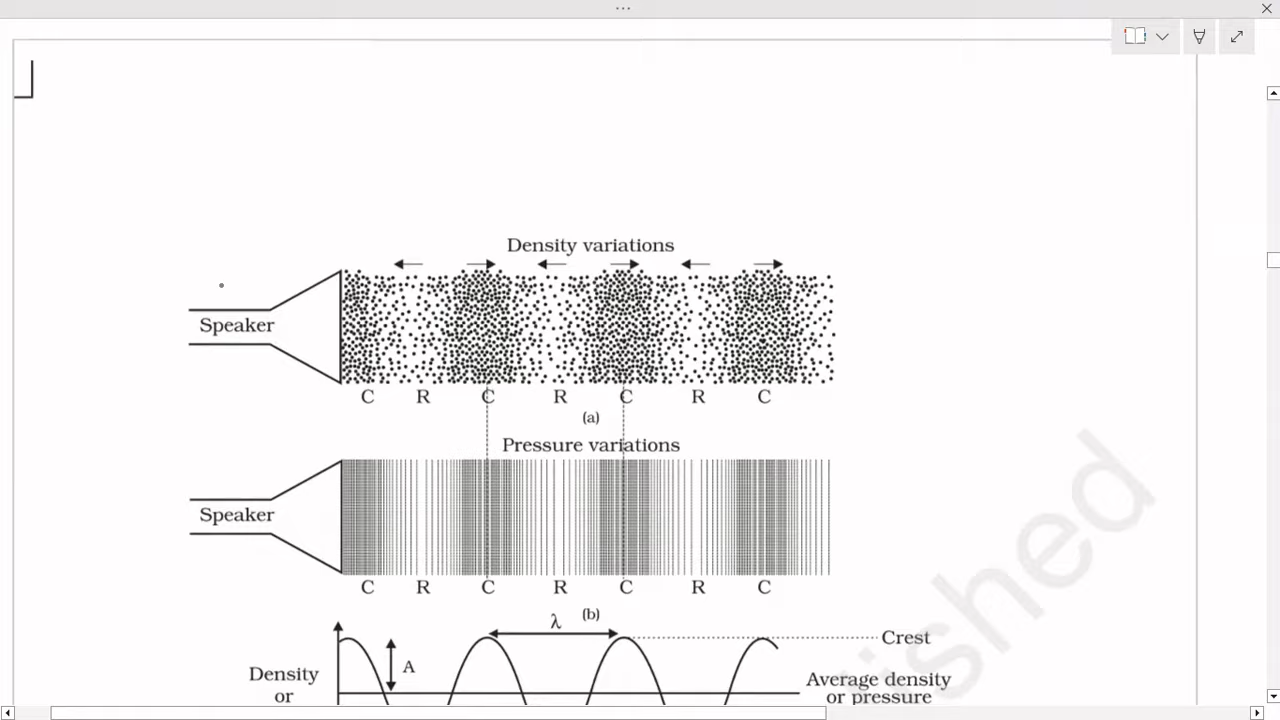 Density variations
Speaker
C R C R C R C
(a)
Pressure variations
Speaker
C R C R C R C
(b)
λ
Crest
A
Density
or
Average density
or pressure